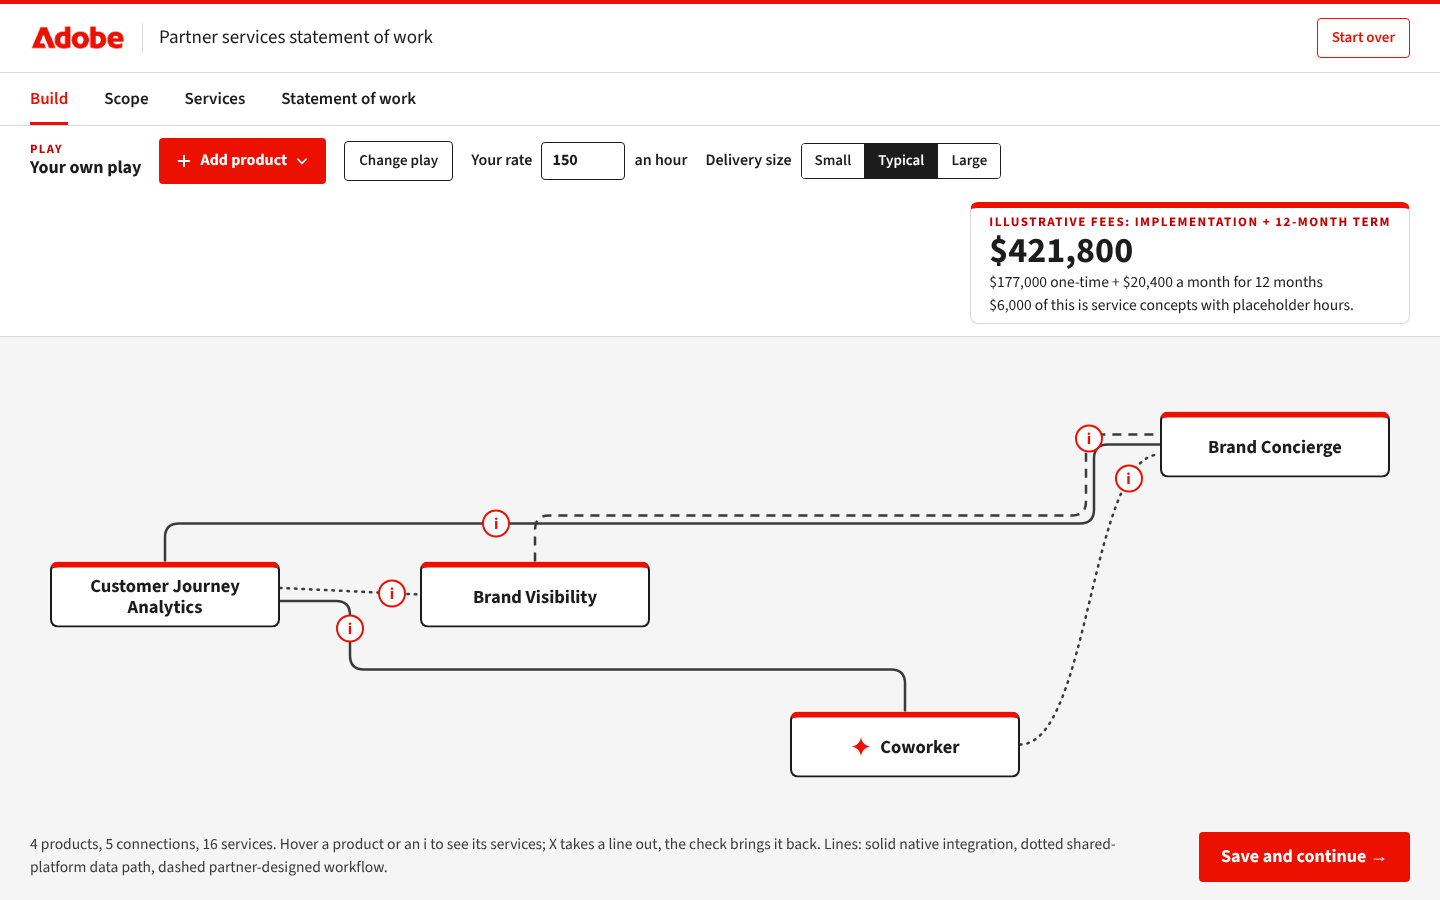 Adobe
Partner services statement of work
Start over
Build
Scope
Services
Statement of work
PLAY
Your own play
Add product
Change play
Your rate
150
an hour
Delivery size
Small
Typical
Large
ILLUSTRATIVE FEES: IMPLEMENTATION + 12-MONTH TERM
$421,800
$177,000 one-time + $20,400 a month for 12 months
$6,000 of this is service concepts with placeholder hours.
i
Brand Concierge
i
i
Customer Journey
Analytics
i
Brand Visibility
i
Coworker
4 products, 5 connections, 16 services. Hover a product or an i to see its services; X takes a line out, the check brings it back. Lines: solid native integration, dotted shared-
platform data path, dashed partner-designed workflow.
Save and continue →